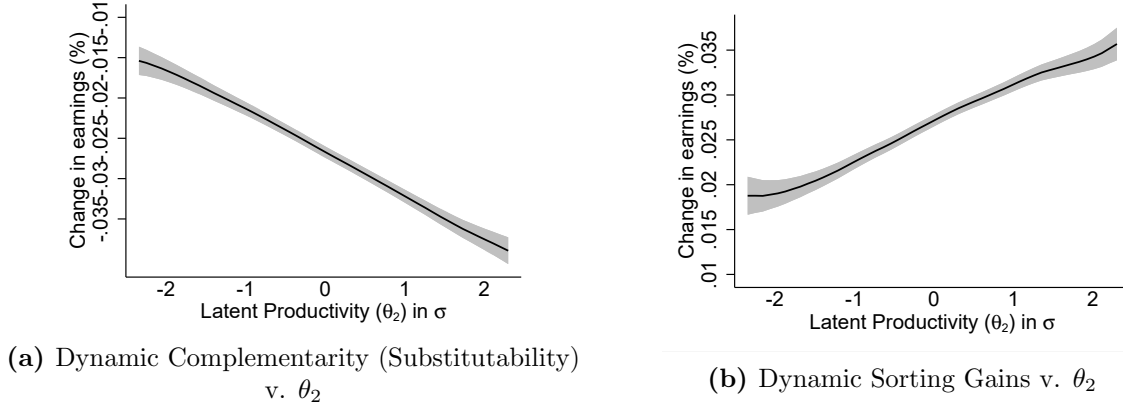 Change in earnings (%)
-.035 -.03 -.025 -.02 -.015 -.01
-2 -1 0 1 2
Latent Productivity (θ₂) in σ
(a) Dynamic Complementarity (Substitutability)
v. θ₂
Change in earnings (%)
.01 .015 .02 .025 .03 .035
-2 -1 0 1 2
Latent Productivity (θ₂) in σ
(b) Dynamic Sorting Gains v. θ₂